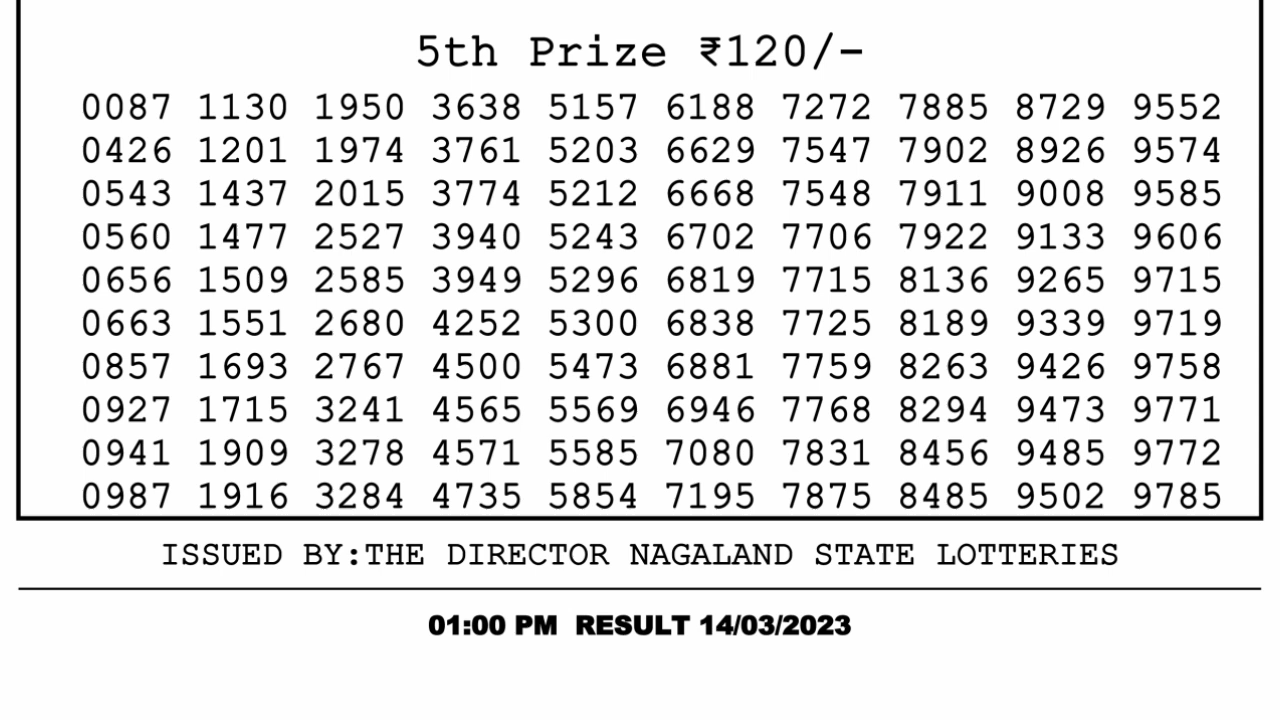 5th Prize ₹120/-
0087 1130 1950 3638 5157 6188 7272 7885 8729 9552
0426 1201 1974 3761 5203 6629 7547 7902 8926 9574
0543 1437 2015 3774 5212 6668 7548 7911 9008 9585
0560 1477 2527 3940 5243 6702 7706 7922 9133 9606
0656 1509 2585 3949 5296 6819 7715 8136 9265 9715
0663 1551 2680 4252 5300 6838 7725 8189 9339 9719
0857 1693 2767 4500 5473 6881 7759 8263 9426 9758
0927 1715 3241 4565 5569 6946 7768 8294 9473 9771
0941 1909 3278 4571 5585 7080 7831 8456 9485 9772
0987 1916 3284 4735 5854 7195 7875 8485 9502 9785
ISSUED BY:THE DIRECTOR NAGALAND STATE LOTTERIES
01:00 PM RESULT 14/03/2023